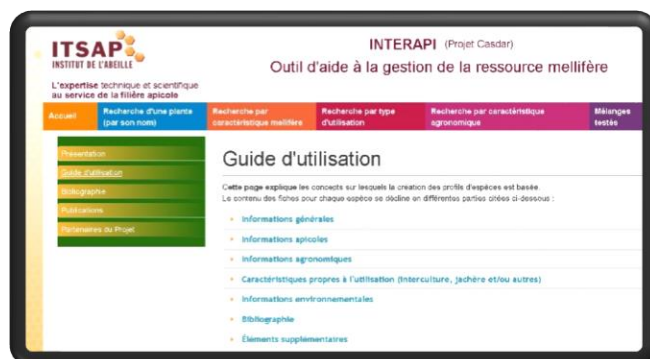 ITSAP
INSTITUT DE L'ABEILLE
L'expertise technique et scientifique
au service de la filière apicole
INTERAPI (Projet Casdar)
Outil d'aide à la gestion de la ressource mellifère
Accueil
Recherche d'une plante
(par son nom)
Recherche par
caractéristique mellifère
Recherche par type
d'utilisation
Recherche par caractéristique
agronomique
Mélanges
testés
Présentation
Guide d'utilisation
Bibliographie
Publications
Partenaires du Projet
Guide d'utilisation
Cette page explique les concepts sur lesquels la création des profils d'espèces est basée.
Le contenu des fiches pour chaque espèce se décline en différentes parties citées ci-dessous :
Informations générales
Informations apicoles
Informations agronomiques
Caractéristiques propres à l'utilisation (interculture, jachère et/ou autres)
Informations environnementales
Bibliographie
Éléments supplémentaires